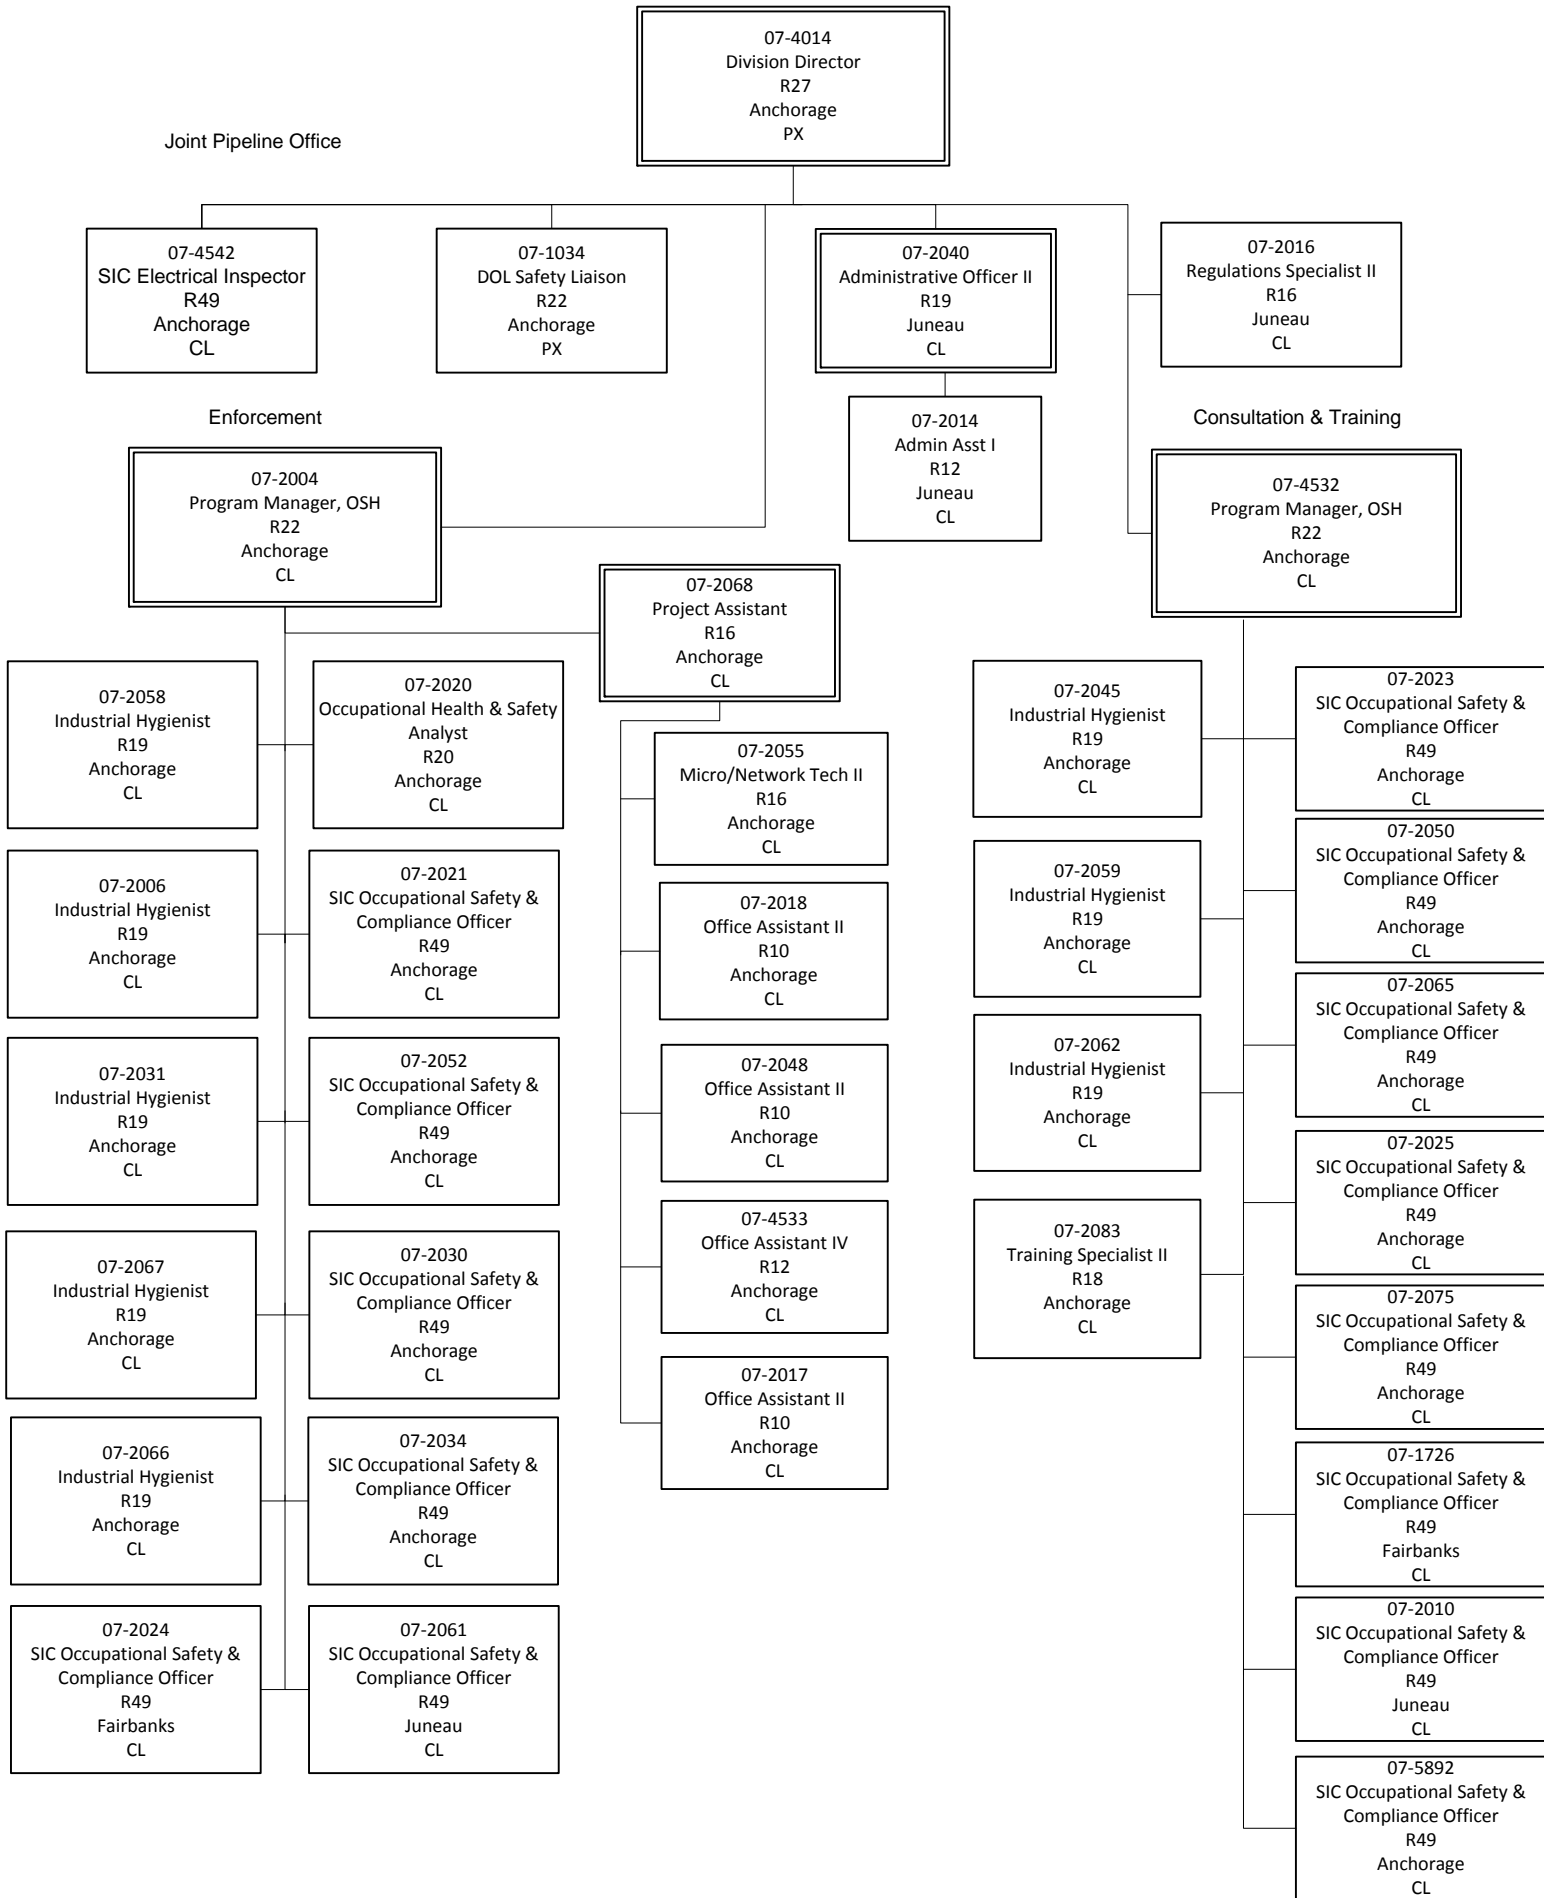 07-4014
Division Director
R27
Anchorage
PX
Joint Pipeline Office
07-4542
SIC Electrical Inspector
R49
Anchorage
CL
07-1034
DOL Safety Liaison
R22
Anchorage
PX
07-2040
Administrative Officer II
R19
Juneau
CL
07-2016
Regulations Specialist II
R16
Juneau
CL
07-2014
Admin Asst I
R12
Juneau
CL
Enforcement
07-2004
Program Manager, OSH
R22
Anchorage
CL
07-2068
Project Assistant
R16
Anchorage
CL
07-2058
Industrial Hygienist
R19
Anchorage
CL
07-2020
Occupational Health & Safety
Analyst
R20
Anchorage
CL
07-2006
Industrial Hygienist
R19
Anchorage
CL
07-2021
SIC Occupational Safety &
Compliance Officer
R49
Anchorage
CL
07-2031
Industrial Hygienist
R19
Anchorage
CL
07-2052
SIC Occupational Safety &
Compliance Officer
R49
Anchorage
CL
07-2067
Industrial Hygienist
R19
Anchorage
CL
07-2030
SIC Occupational Safety &
Compliance Officer
R49
Anchorage
CL
07-2066
Industrial Hygienist
R19
Anchorage
CL
07-2034
SIC Occupational Safety &
Compliance Officer
R49
Anchorage
CL
07-2024
SIC Occupational Safety &
Compliance Officer
R49
Fairbanks
CL
07-2061
SIC Occupational Safety &
Compliance Officer
R49
Juneau
CL
07-2055
Micro/Network Tech II
R16
Anchorage
CL
07-2018
Office Assistant II
R10
Anchorage
CL
07-2048
Office Assistant II
R10
Anchorage
CL
07-4533
Office Assistant IV
R12
Anchorage
CL
07-2017
Office Assistant II
R10
Anchorage
CL
Consultation & Training
07-4532
Program Manager, OSH
R22
Anchorage
CL
07-2045
Industrial Hygienist
R19
Anchorage
CL
07-2059
Industrial Hygienist
R19
Anchorage
CL
07-2062
Industrial Hygienist
R19
Anchorage
CL
07-2083
Training Specialist II
R18
Anchorage
CL
07-2023
SIC Occupational Safety &
Compliance Officer
R49
Anchorage
CL
07-2050
SIC Occupational Safety &
Compliance Officer
R49
Anchorage
CL
07-2065
SIC Occupational Safety &
Compliance Officer
R49
Anchorage
CL
07-2025
SIC Occupational Safety &
Compliance Officer
R49
Anchorage
CL
07-2075
SIC Occupational Safety &
Compliance Officer
R49
Anchorage
CL
07-1726
SIC Occupational Safety &
Compliance Officer
R49
Fairbanks
CL
07-2010
SIC Occupational Safety &
Compliance Officer
R49
Juneau
CL
07-5892
SIC Occupational Safety &
Compliance Officer
R49
Anchorage
CL